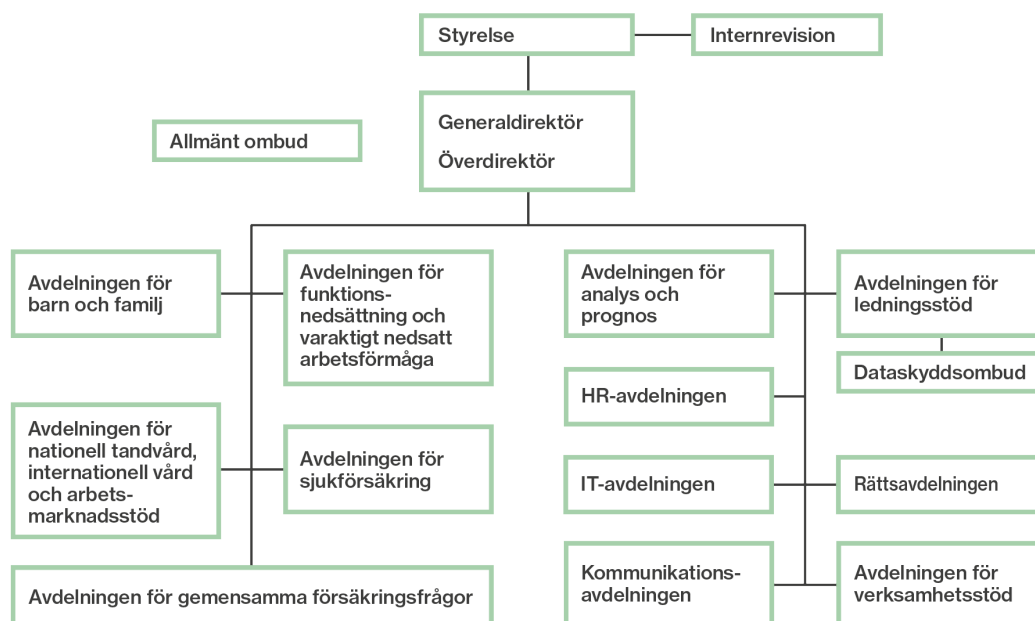 Styrelse
Internrevision
Generaldirektör
Överdirektör
Allmänt ombud
Avdelningen för
barn och familj
Avdelningen för
funktions-
nedsättning och
varaktigt nedsatt
arbetsförmåga
Avdelningen för
analys och
prognos
Avdelningen för
ledningsstöd
Dataskyddsombud
HR-avdelningen
Avdelningen för
nationell tandvård,
internationell vård
och arbets-
marknadsstöd
Avdelningen för
sjukförsäkring
IT-avdelningen
Rättsavdelningen
Avdelningen för gemensamma försäkringsfrågor
Kommunikations-
avdelningen
Avdelningen för
verksamhetsstöd